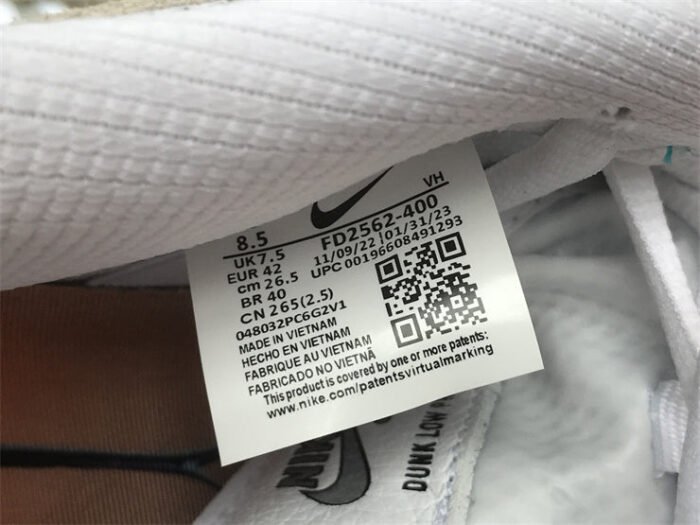 VH
8.5 FD2562-400
UK7.5 11/09/22 01/31/23
EUR 42 UPC 00196608491293
cm 26.5
BR 40
CN 265(2.5)
048032PC6G2V1
MADE IN VIETNAM
HECHO EN VIETNAM
FABRIQUE AU VIETNAM
FABRICADO NO VIETNÃ
This product is covered by one or more patents:
www.nike.com/patentsvirtualmarking
DUNK LOW